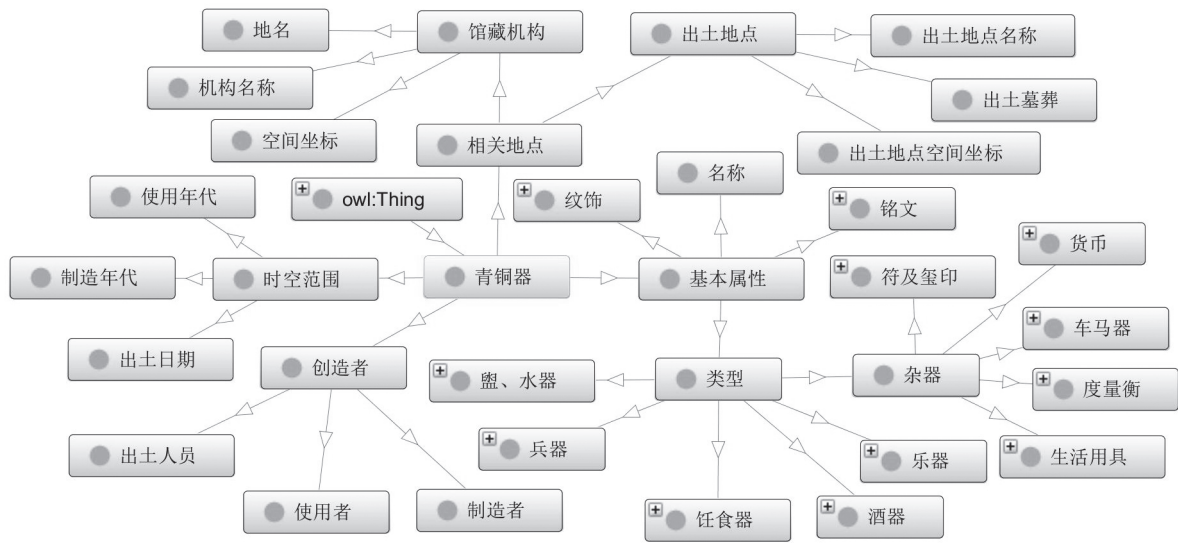 地名
馆藏机构
出土地点
出土地点名称
机构名称
出土墓葬
空间坐标
相关地点
出土地点空间坐标
使用年代
owl:Thing
纹饰
名称
铭文
货币
制造年代
时空范围
青铜器
基本属性
符及玺印
车马器
出土日期
创造者
盥、水器
类型
杂器
度量衡
出土人员
兵器
乐器
生活用具
使用者
制造者
饪食器
酒器